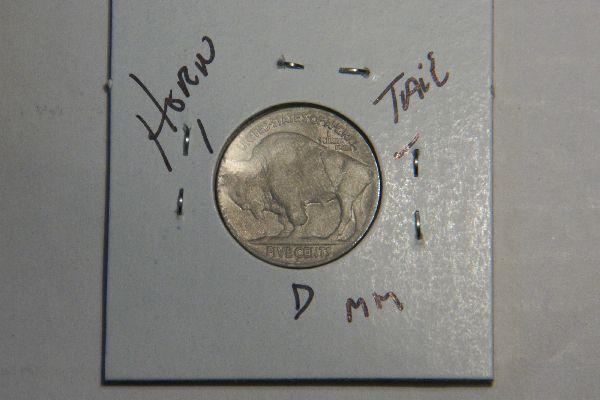 HORN
TAIL
UNITED·STATES OF AMERICA
FIVE CENTS
D MM